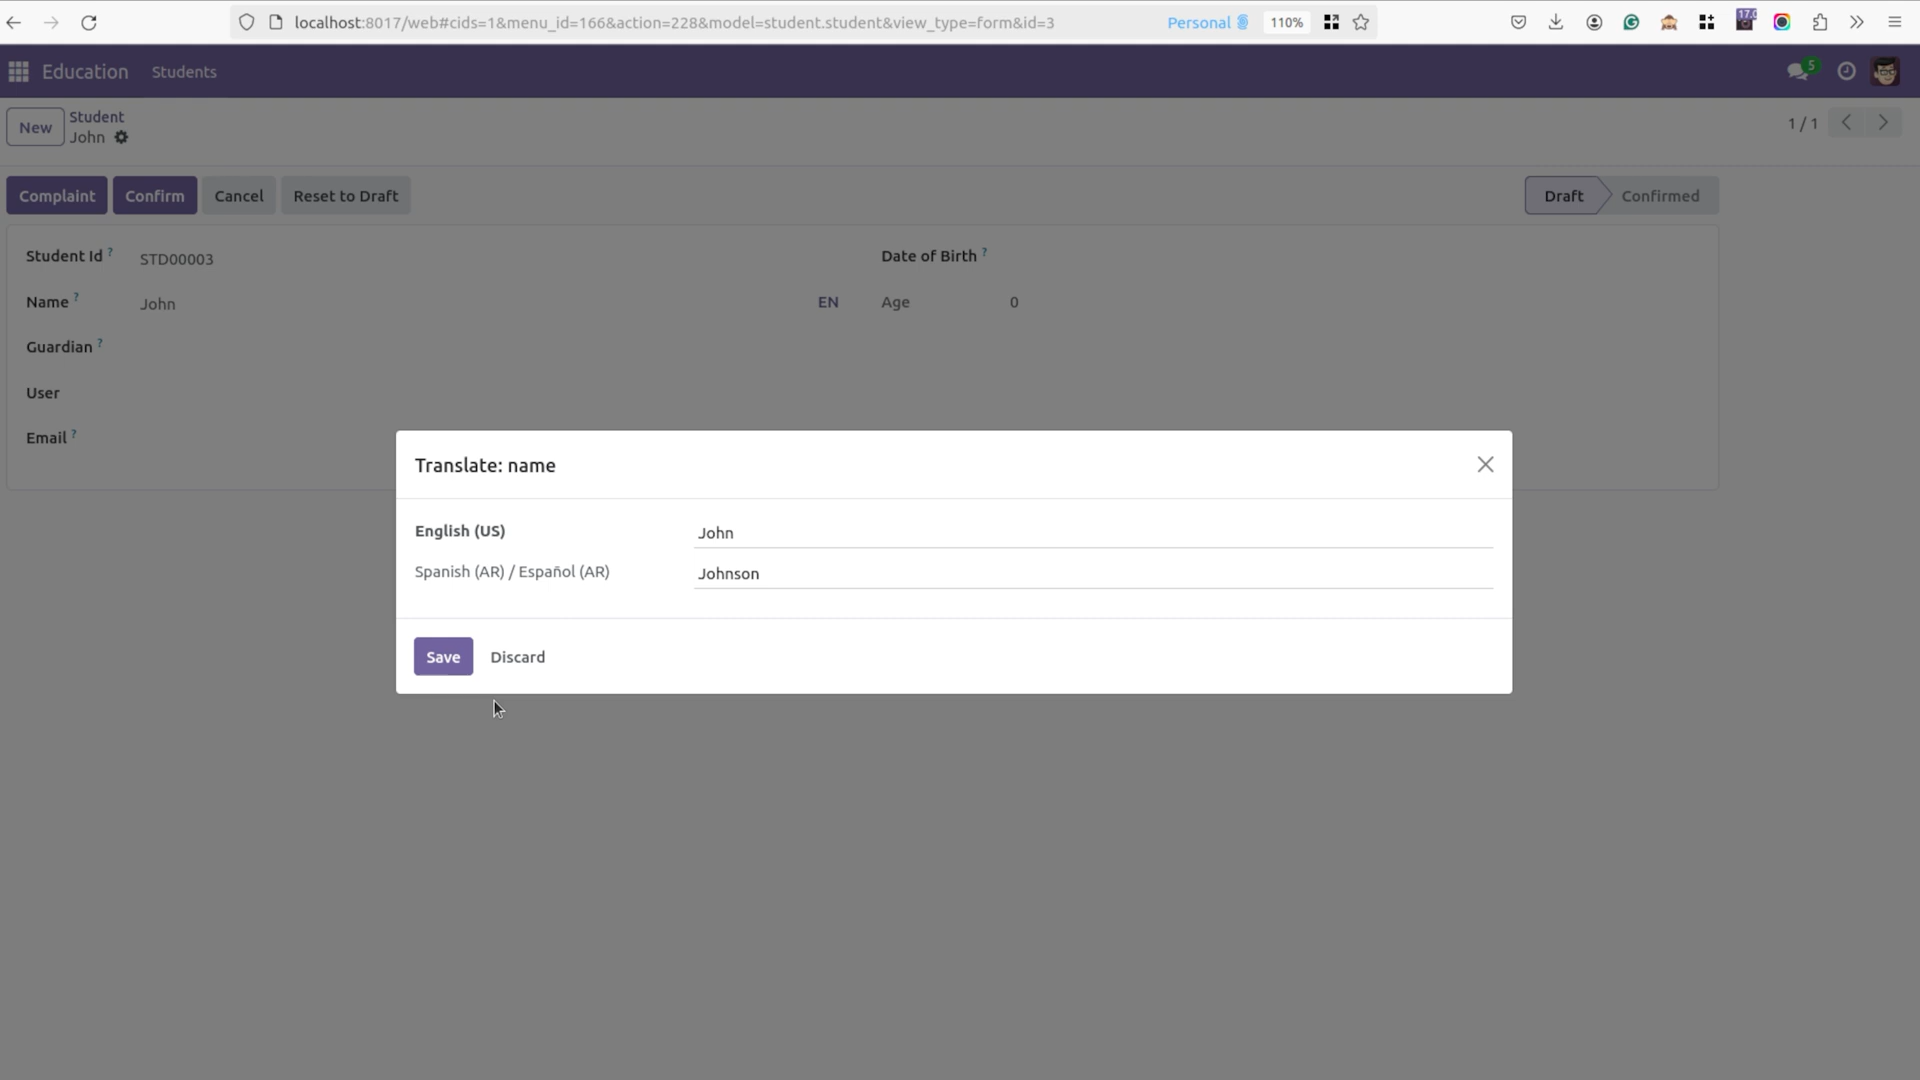 localhost:8017/web#cids=1&menu_id=166&action=228&model=student.student&view_type=form&id=3 Personal 110% 17.0
Education Students 5
New Student
John 1 / 1
Complaint Confirm Cancel Reset to Draft Draft Confirmed
Student Id ? STD00003 Date of Birth ?
Name ? John EN Age 0
Guardian ?
User
Email ?
Translate: name
English (US) John
Spanish (AR) / Español (AR) Johnson
Save Discard